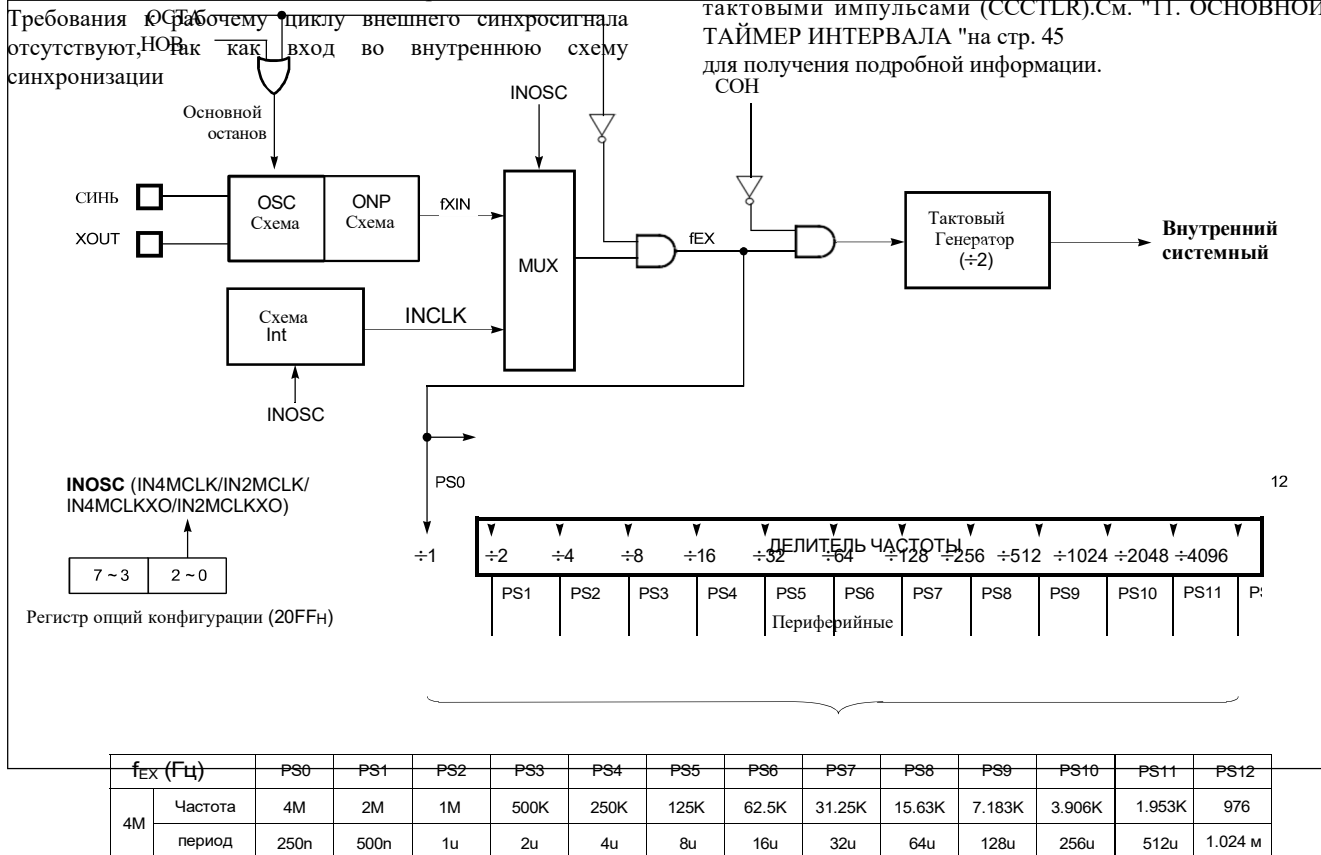 Требования к рабочему циклу внешнего синхросигнала
отсутствуют, так как вход во внутреннюю схему
синхронизации
тактовыми импульсами (CCCTLR).См. "11. ОСНОВНОЙ
ТАЙМЕР ИНТЕРВАЛА "на стр. 45
для получения подробной информации.
ОСТА
НОВ
Основной
останов
INOSC
СОН
СИНЬ
XOUT
OSC
Схема
ONP
Схема
fXIN
MUX
fEX
Тактовый
Генератор
(÷2)
Внутренний
системный
Схема
Int
INCLK
INOSC
INOSC (IN4MCLK/IN2MCLK/
IN4MCLKXO/IN2MCLKXO)
7 ~ 3 2 ~ 0
Регистр опций конфигурации (20FFH)
PS0
12
ДЕЛИТЕЛЬ ЧАСТОТЫ
÷1 ÷2 ÷4 ÷8 ÷16 ÷32 ÷64 ÷128 ÷256 ÷512 ÷1024 ÷2048 ÷4096
PS1 PS2 PS3 PS4 PS5 PS6 PS7 PS8 PS9 PS10 PS11
Периферийные
fEX (Гц) PS0 PS1 PS2 PS3 PS4 PS5 PS6 PS7 PS8 PS9 PS10 PS11 PS12
4M Частота 4M 2M 1M 500K 250K 125K 62.5K 31.25K 15.63K 7.183K 3.906K 1.953K 976
период 250n 500n 1u 2u 4u 8u 16u 32u 64u 128u 256u 512u 1.024 м